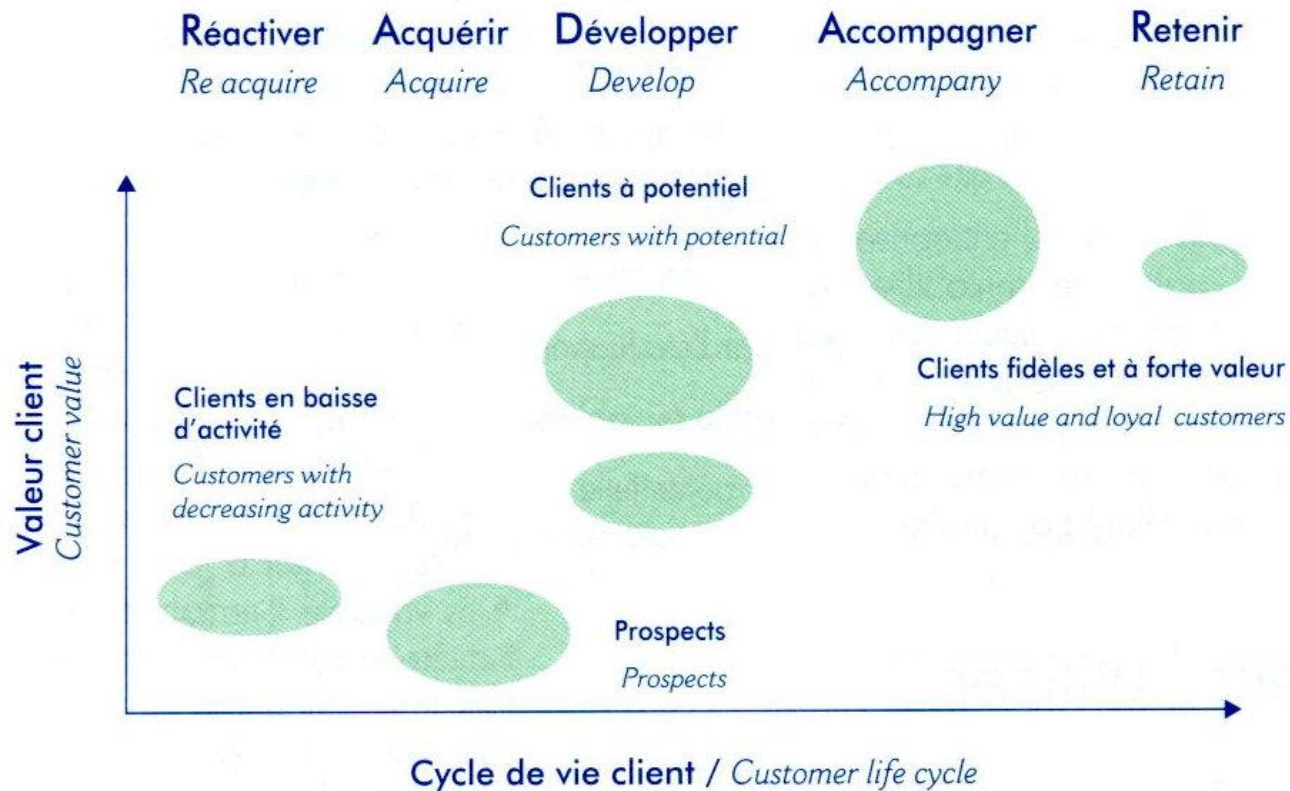 Réactiver Acquérir Développer Accompagner Retenir
Re acquire Acquire Develop Accompany Retain
Clients à potentiel
Customers with potential
Clients en baisse
d'activité
Customers with
decreasing activity
Clients fidèles et à forte valeur
High value and loyal customers
Prospects
Prospects
Valeur client
Customer value
Cycle de vie client / Customer life cycle